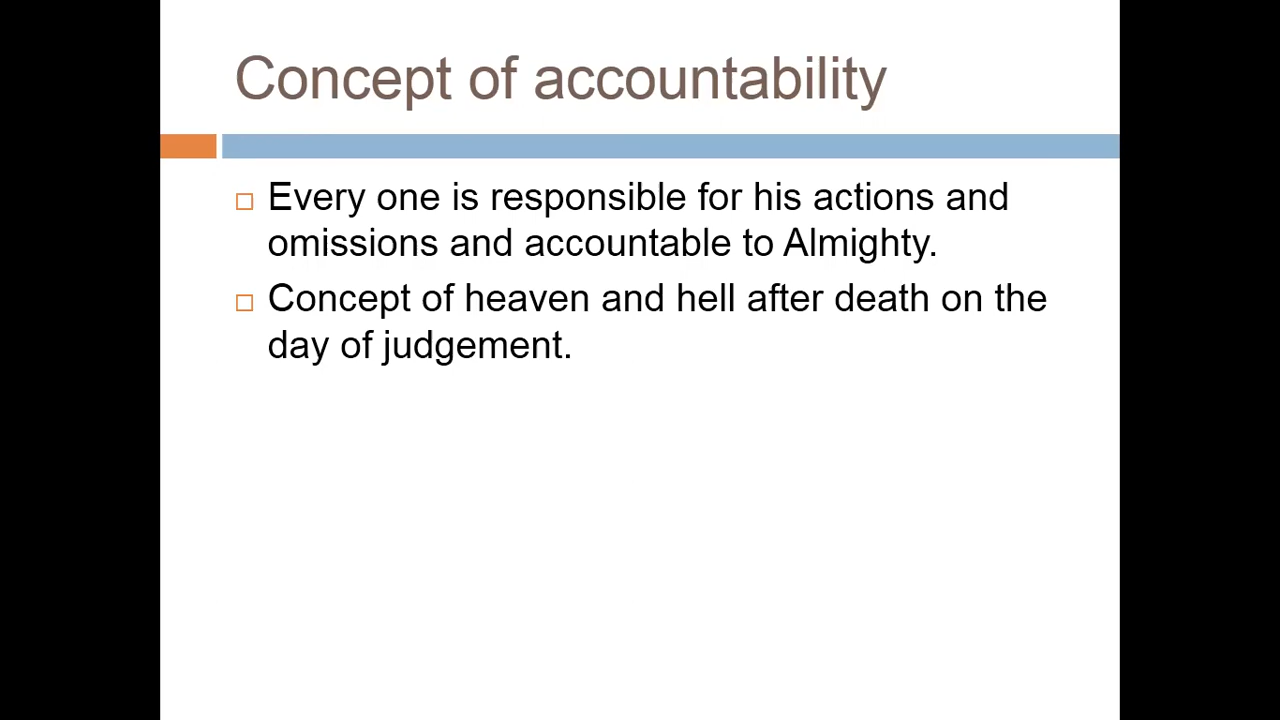 Concept of accountability
Every one is responsible for his actions and
omissions and accountable to Almighty.
Concept of heaven and hell after death on the
day of judgement.